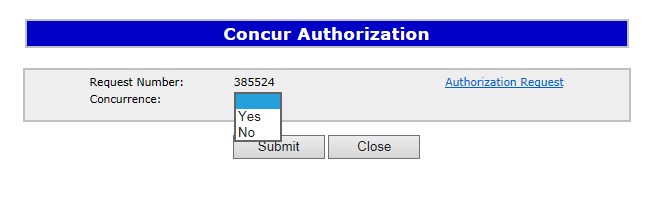 Concur Authorization
Request Number: 385524 Authorization Request
Concurrence:
Yes
No
Submit Close